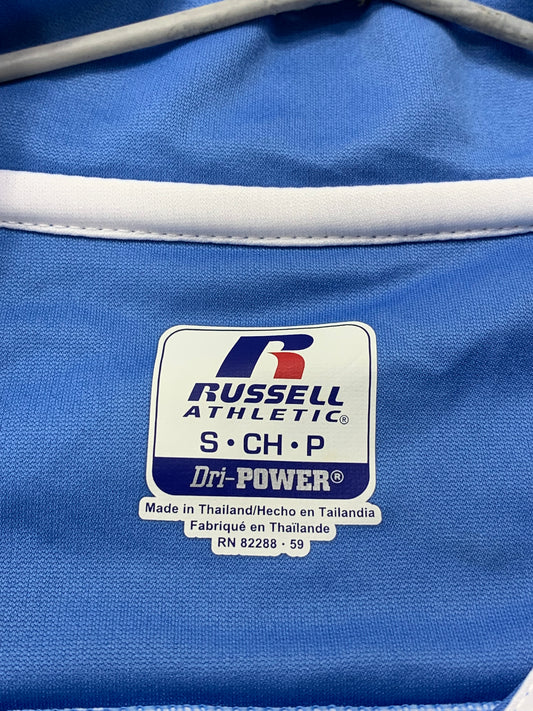 R
RUSSELL
ATHLETIC®
S • CH • P
Dri-POWER®
Made in Thailand/Hecho en Tailandia
Fabriqué en Thaïlande
RN 82288 • 59